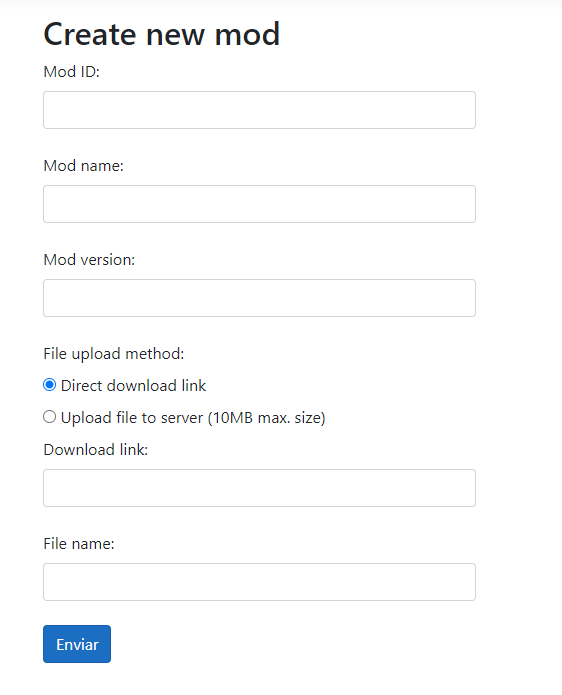 Create new mod
Mod ID:
Mod name:
Mod version:
File upload method:
Direct download link
Upload file to server (10MB max. size)
Download link:
File name:
Enviar